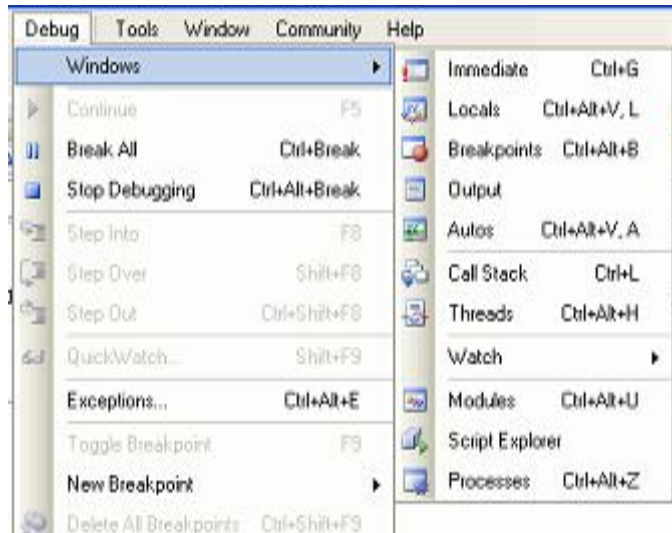 Debug Tools Window Community Help
Windows
Continue F5
Break All Ctrl+Break
Stop Debugging Ctrl+Alt+Break
Step Into F8
Step Over Shift+F8
Step Out Ctrl+Shift+F8
QuickWatch... Shift+F9
Exceptions... Ctrl+Alt+E
Toggle Breakpoint F9
New Breakpoint
Delete All Breakpoints Ctrl+Shift+F9
Immediate Ctrl+G
Locals Ctrl+Alt+V, L
Breakpoints Ctrl+Alt+B
Output
Autos Ctrl+Alt+V, A
Call Stack Ctrl+L
Threads Ctrl+Alt+H
Watch
Modules Ctrl+Alt+U
Script Explorer
Processes Ctrl+Alt+Z